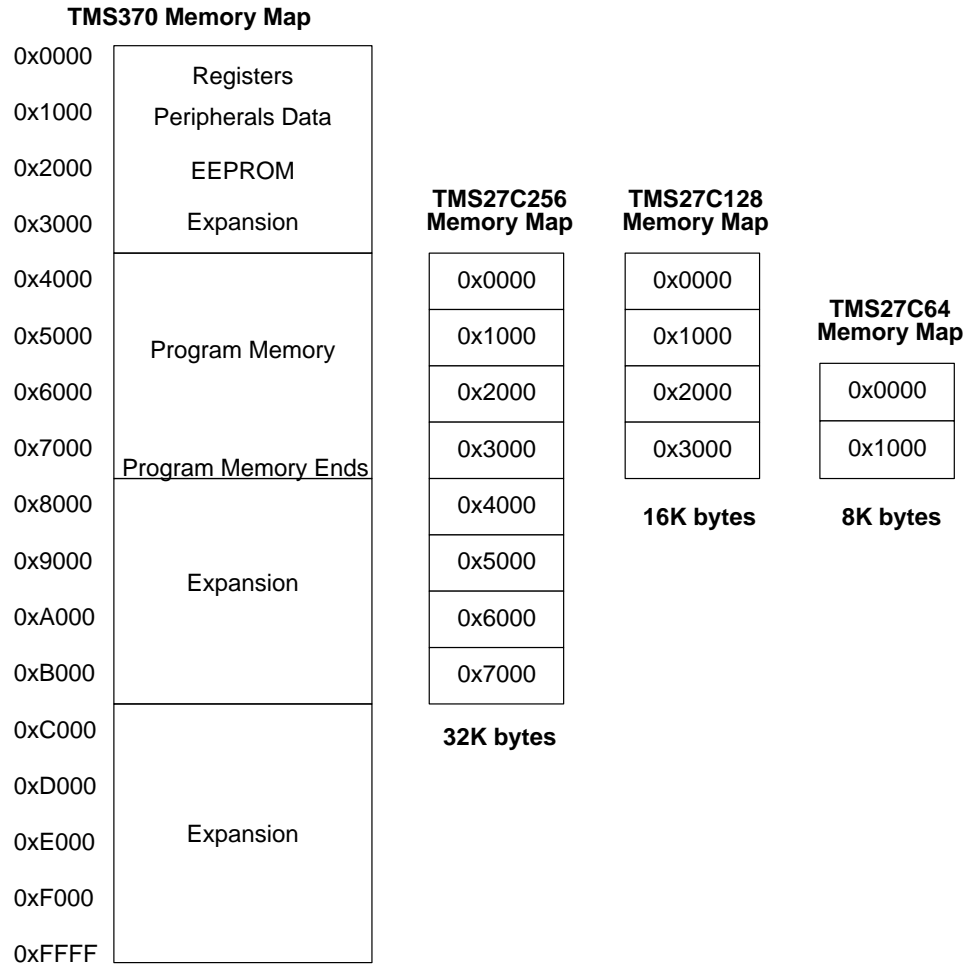 TMS370 Memory Map
0x0000
0x1000
0x2000
0x3000
0x4000
0x5000
0x6000
0x7000
0x8000
0x9000
0xA000
0xB000
0xC000
0xD000
0xE000
0xF000
0xFFFF
Registers
Peripherals Data
EEPROM
Expansion
Program Memory
Program Memory Ends
Expansion
Expansion
TMS27C256
Memory Map
0x0000
0x1000
0x2000
0x3000
0x4000
0x5000
0x6000
0x7000
32K bytes
TMS27C128
Memory Map
0x0000
0x1000
0x2000
0x3000
16K bytes
TMS27C64
Memory Map
0x0000
0x1000
8K bytes